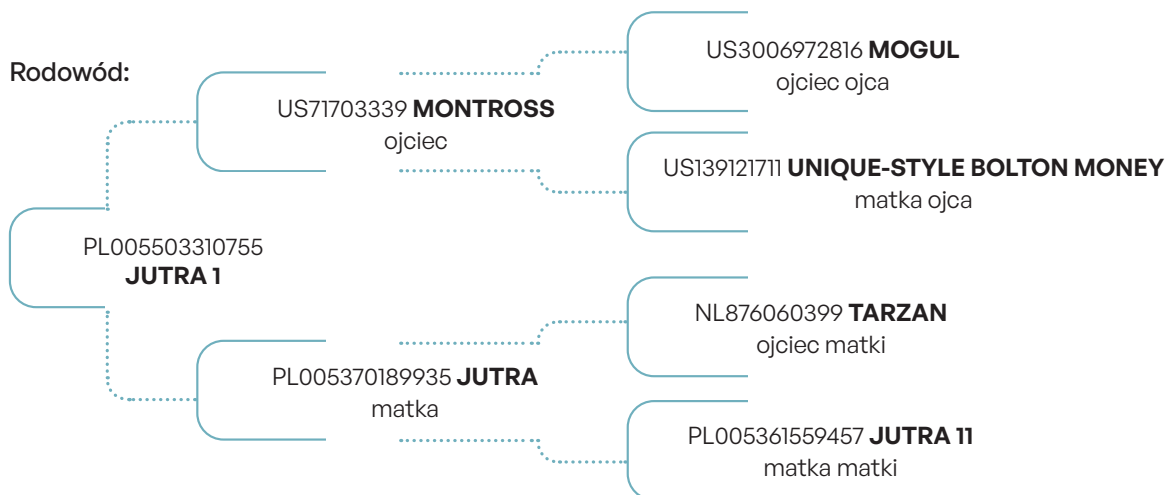 Rodowód:
US3006972816 MOGUL
ojciec ojca
US71703339 MONTROSS
ojciec
US139121711 UNIQUE-STYLE BOLTON MONEY
matka ojca
PL005503310755
JUTRA 1
NL876060399 TARZAN
ojciec matki
PL005370189935 JUTRA
matka
PL005361559457 JUTRA 11
matka matki